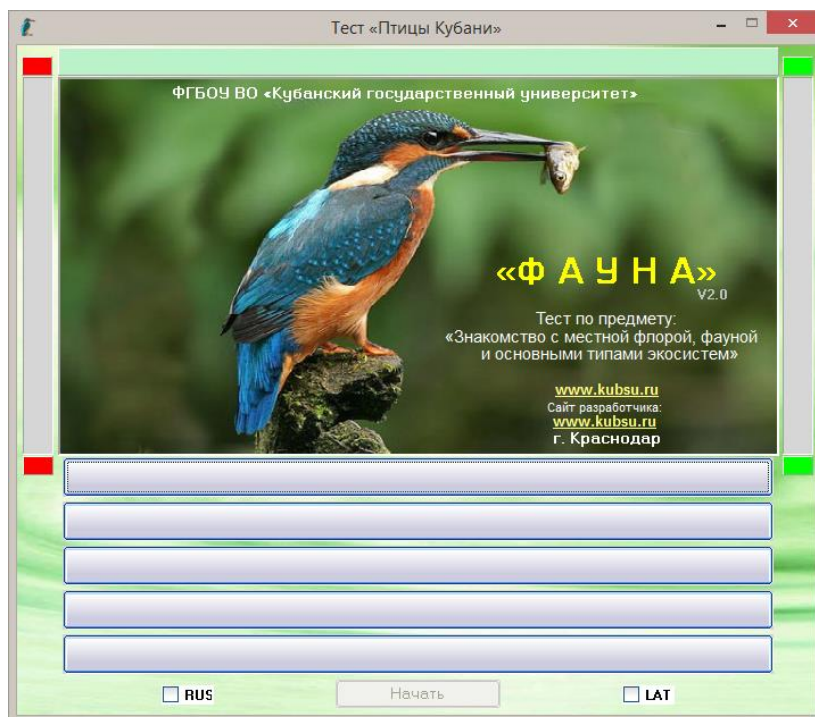 Тест «Птицы Кубани»
ФГБОУ ВО «Кубанский государственный университет»
«Ф А У Н А»
V2.0
Тест по предмету:
«Знакомство с местной флорой, фауной
и основными типами экосистем»
www.kubsu.ru
Сайт разработчика:
www.kubsu.ru
г. Краснодар
RUS
Начать
LAT